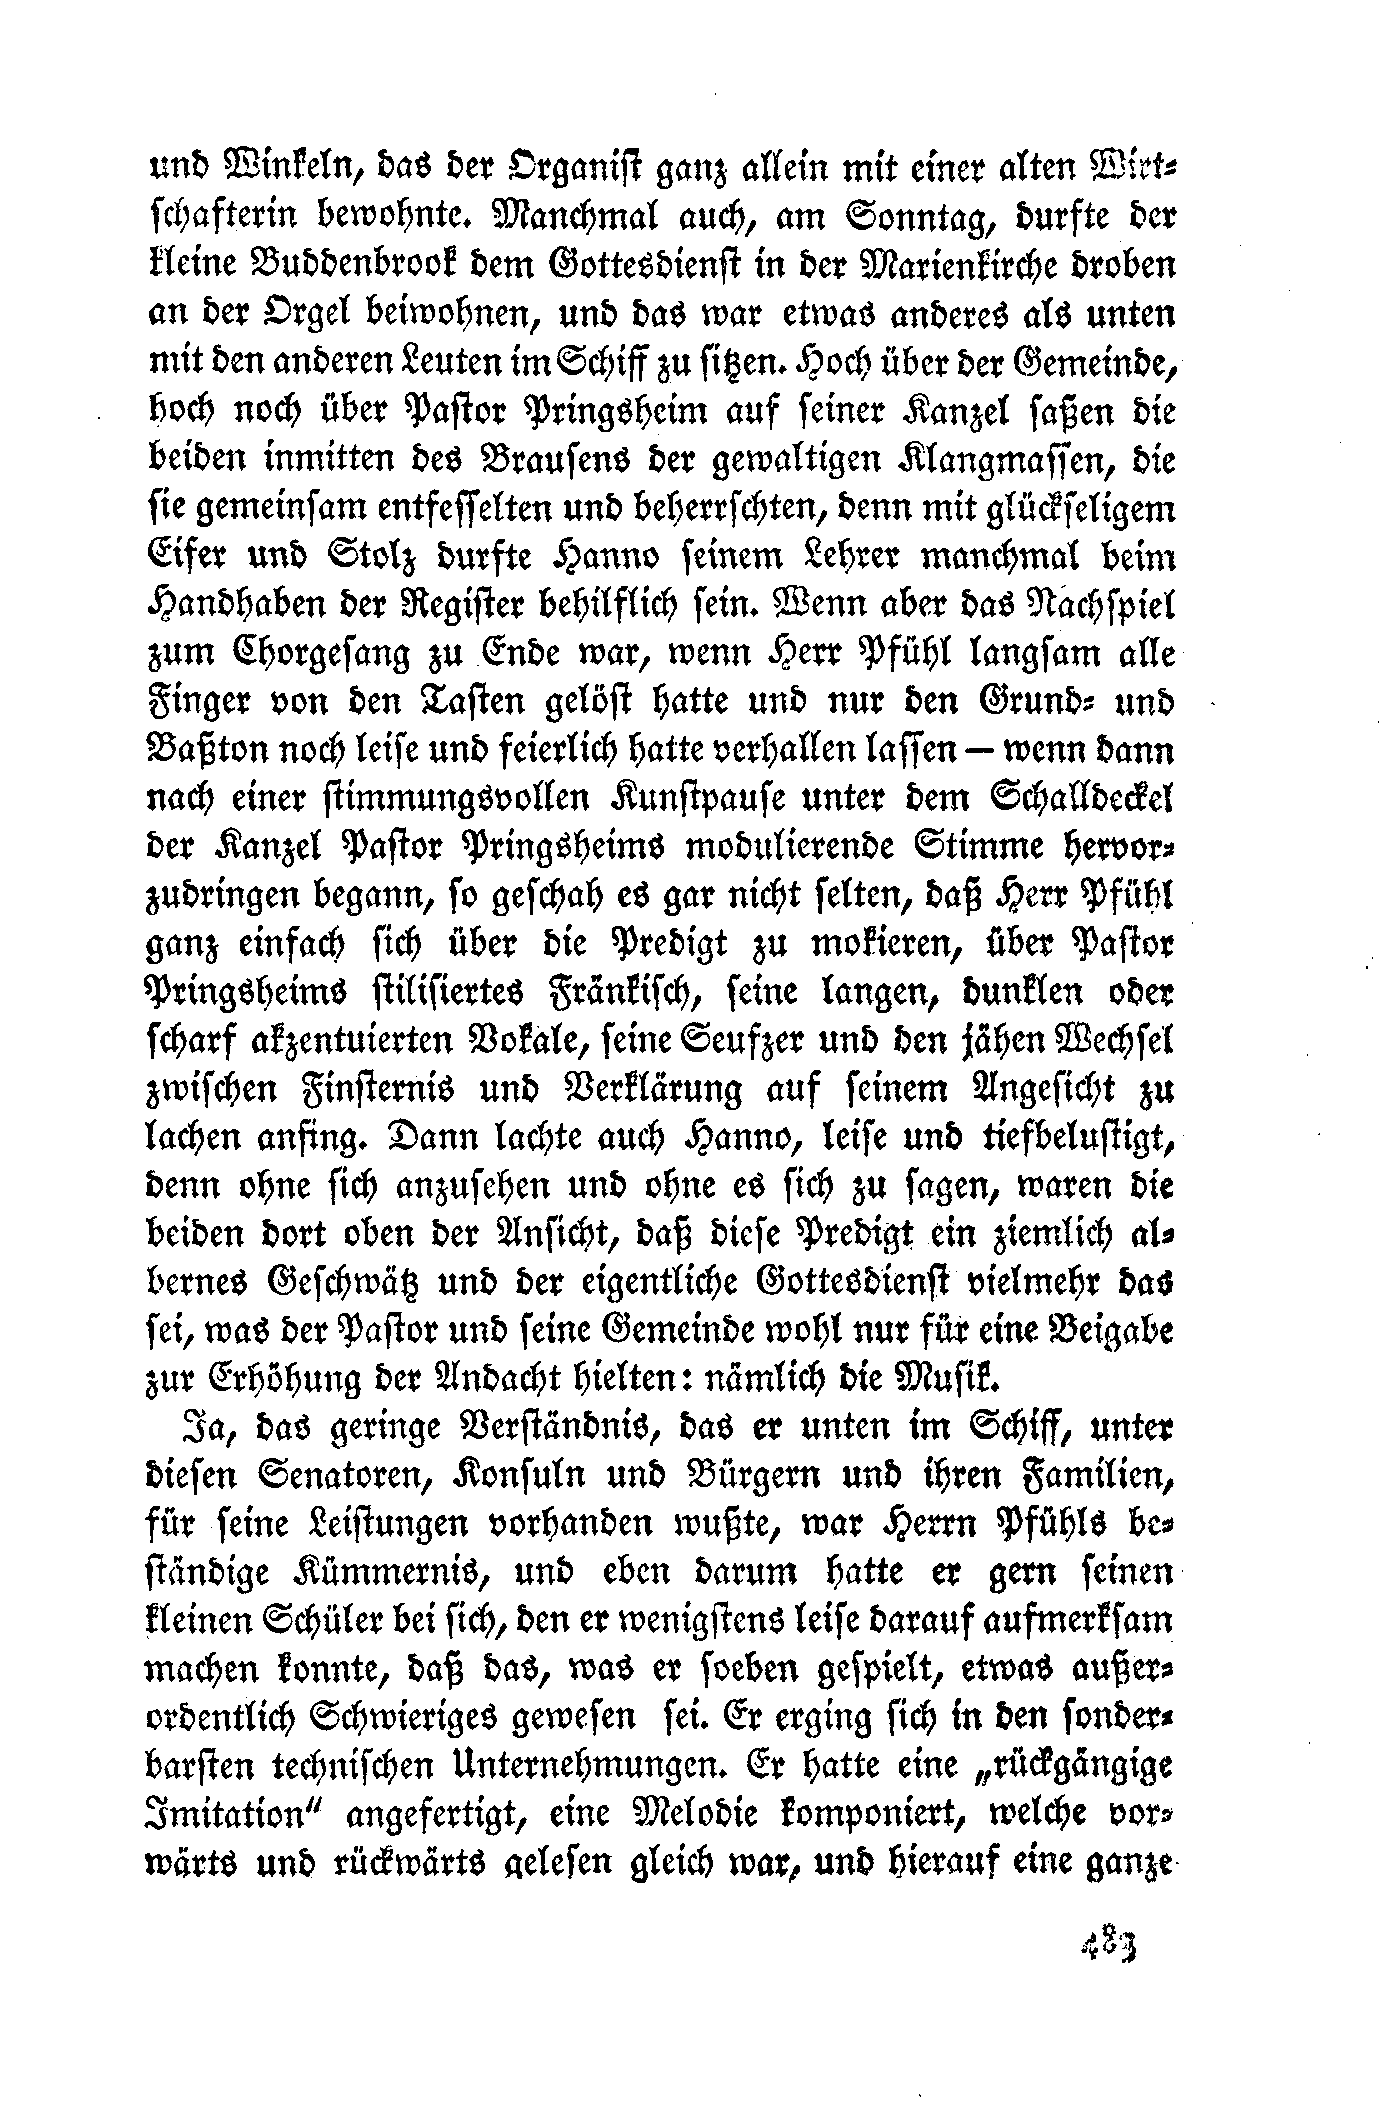 und Winkeln, das der Organist ganz allein mit einer alten Wirt-
schafterin bewohnte. Manchmal auch, am Sonntag, durfte der
kleine Buddenbrook dem Gottesdienst in der Marienkirche droben
an der Orgel beiwohnen, und das war etwas anderes als unten
mit den anderen Leuten im Schiff zu sitzen. Hoch über der Gemeinde,
hoch noch über Pastor Pringsheim auf seiner Kanzel saßen die
beiden inmitten des Brausens der gewaltigen Klangmassen, die
sie gemeinsam entfesselten und beherrschten, denn mit glückseligem
Eifer und Stolz durfte Hanno seinem Lehrer manchmal beim
Handhaben der Register behilflich sein. Wenn aber das Nachspiel
zum Chorgesang zu Ende war, wenn Herr Pfühl langsam alle
Finger von den Tasten gelöst hatte und nur den Grund- und
Baßton noch leise und feierlich hatte verhallen lassen — wenn dann
nach einer stimmungsvollen Kunstpause unter dem Schalldeckel
der Kanzel Pastor Pringsheims modulierende Stimme hervor-
zudringen begann, so geschah es gar nicht selten, daß Herr Pfühl
ganz einfach sich über die Predigt zu mokieren, über Pastor
Pringsheims stilisiertes Fränkisch, seine langen, dunklen oder
scharf akzentuierten Vokale, seine Seufzer und den jähen Wechsel
zwischen Finsternis und Verklärung auf seinem Angesicht zu
lachen anfing. Dann lachte auch Hanno, leise und tiefbelustigt,
denn ohne sich anzusehen und ohne es sich zu sagen, waren die
beiden dort oben der Ansicht, daß diese Predigt ein ziemlich al-
bernes Geschwätz und der eigentliche Gottesdienst vielmehr das
sei, was der Pastor und seine Gemeinde wohl nur für eine Beigabe
zur Erhöhung der Andacht hielten: nämlich die Musik.
Ja, das geringe Verständnis, das er unten im Schiff, unter
diesen Senatoren, Konsuln und Bürgern und ihren Familien,
für seine Leistungen vorhanden wußte, war Herrn Pfühls be-
ständige Kümmernis, und eben darum hatte er gern seinen
kleinen Schüler bei sich, den er wenigstens leise darauf aufmerksam
machen konnte, daß das, was er soeben gespielt, etwas außer-
ordentlich Schwieriges gewesen sei. Er erging sich in den sonder-
barsten technischen Unternehmungen. Er hatte eine „rückgängige
Imitation“ angefertigt, eine Melodie komponiert, welche vor-
wärts und rückwärts gelesen gleich war, und hierauf eine ganze
483